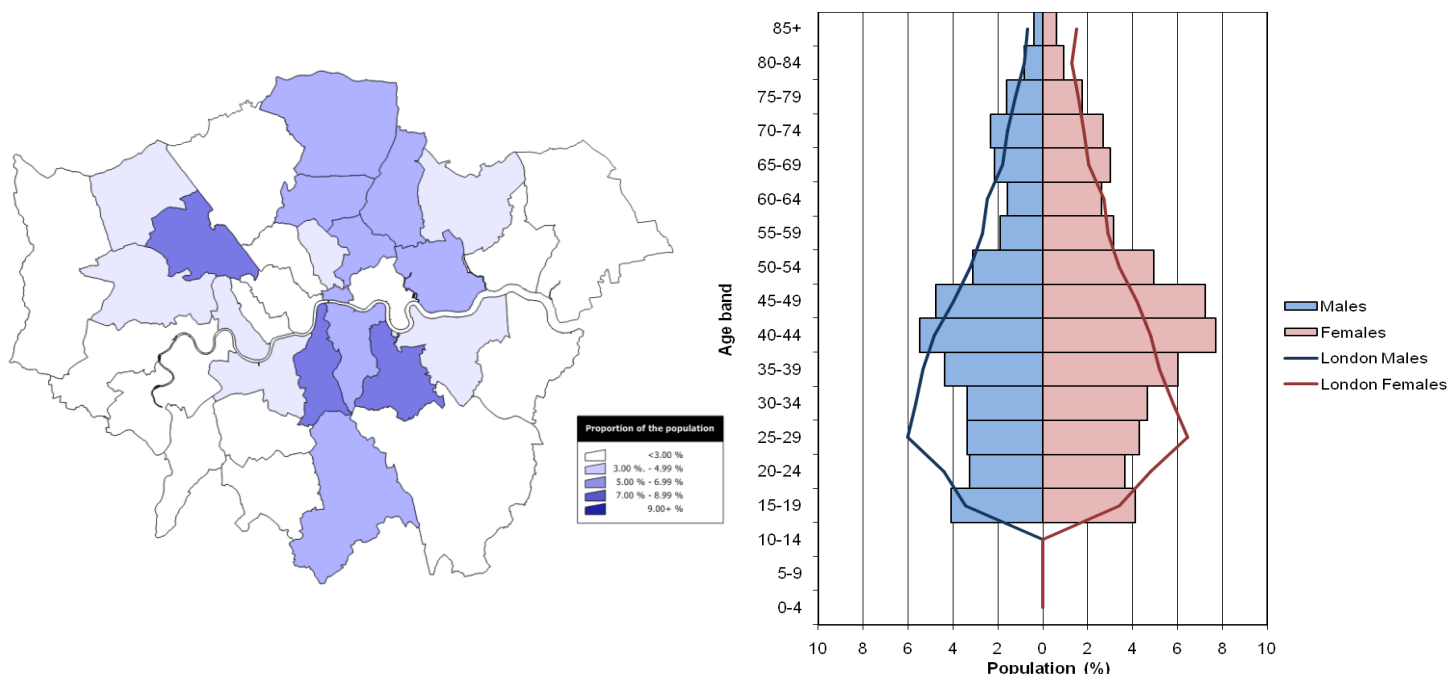 Proportion of the population
<3.00 %
3.00 %. - 4.99 %
5.00 % - 6.99 %
7.00 % - 8.99 %
9.00+ %
Age band
85+
80-84
75-79
70-74
65-69
60-64
55-59
50-54
45-49
40-44
35-39
30-34
25-29
20-24
15-19
10-14
5-9
0-4
10 8 6 4 2 0 2 4 6 8 10
Population (%)
Males
Females
London Males
London Females